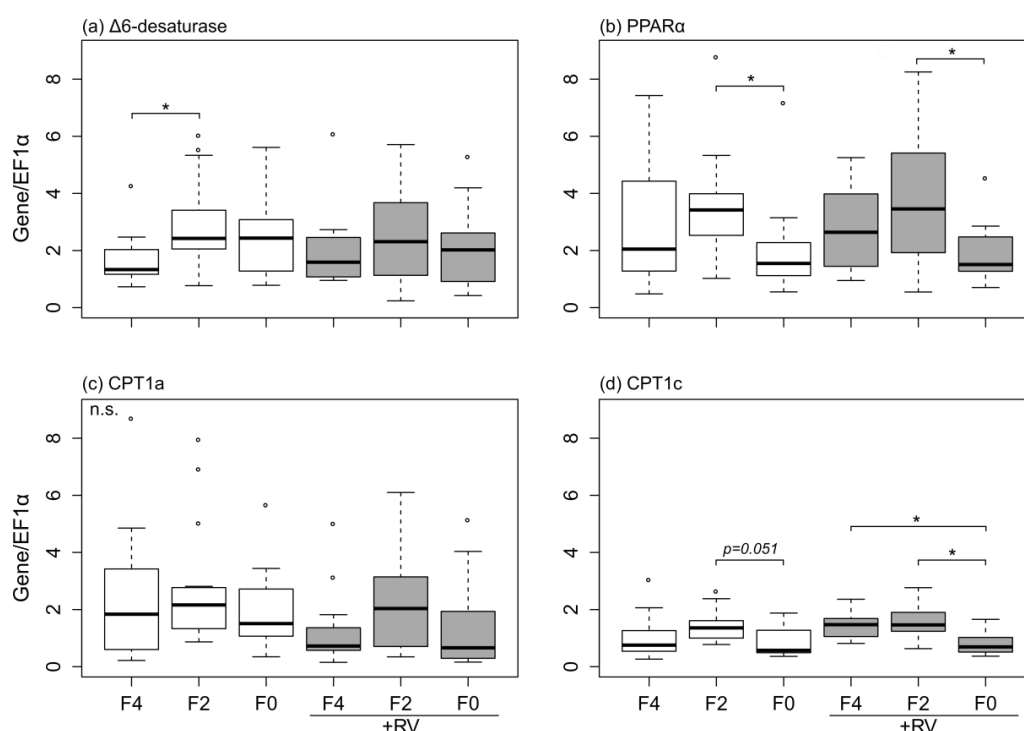 (a) Δ6-desaturase
(b) PPARα
Gene/EF1α
0 2 4 6 8
*
0 2 4 6 8
*
*
(c) CPT1a
(d) CPT1c
n.s.
Gene/EF1α
0 2 4 6 8
0 2 4 6 8
p=0.051
*
*
F4 F2 F0 F4 F2 F0
+RV
F4 F2 F0 F4 F2 F0
+RV